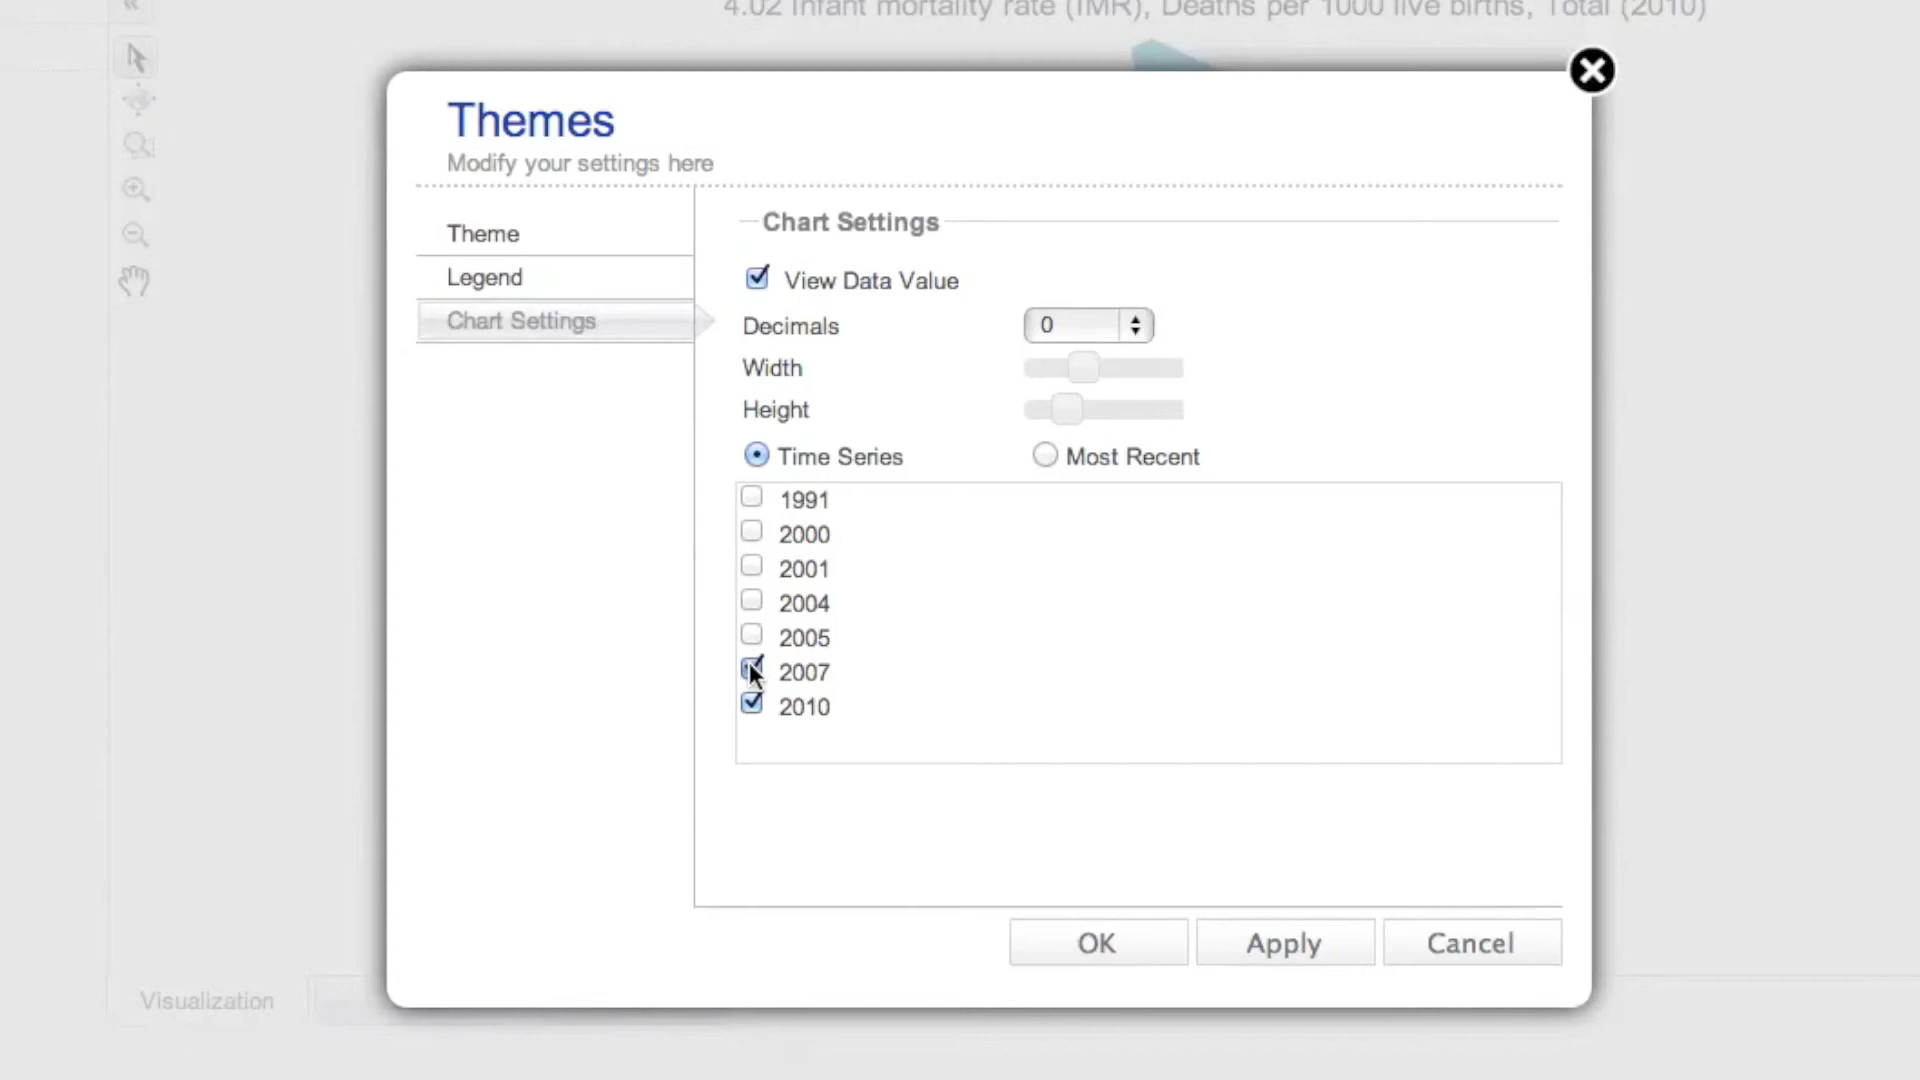 4.02 Infant mortality rate (IMR), Deaths per 1000 live births, Total (2010)
Themes
Modify your settings here
Theme
Legend
Chart Settings
Chart Settings
View Data Value
Decimals 0
Width
Height
Time Series Most Recent
1991
2000
2001
2004
2005
2007
2010
OK Apply Cancel
Visualization